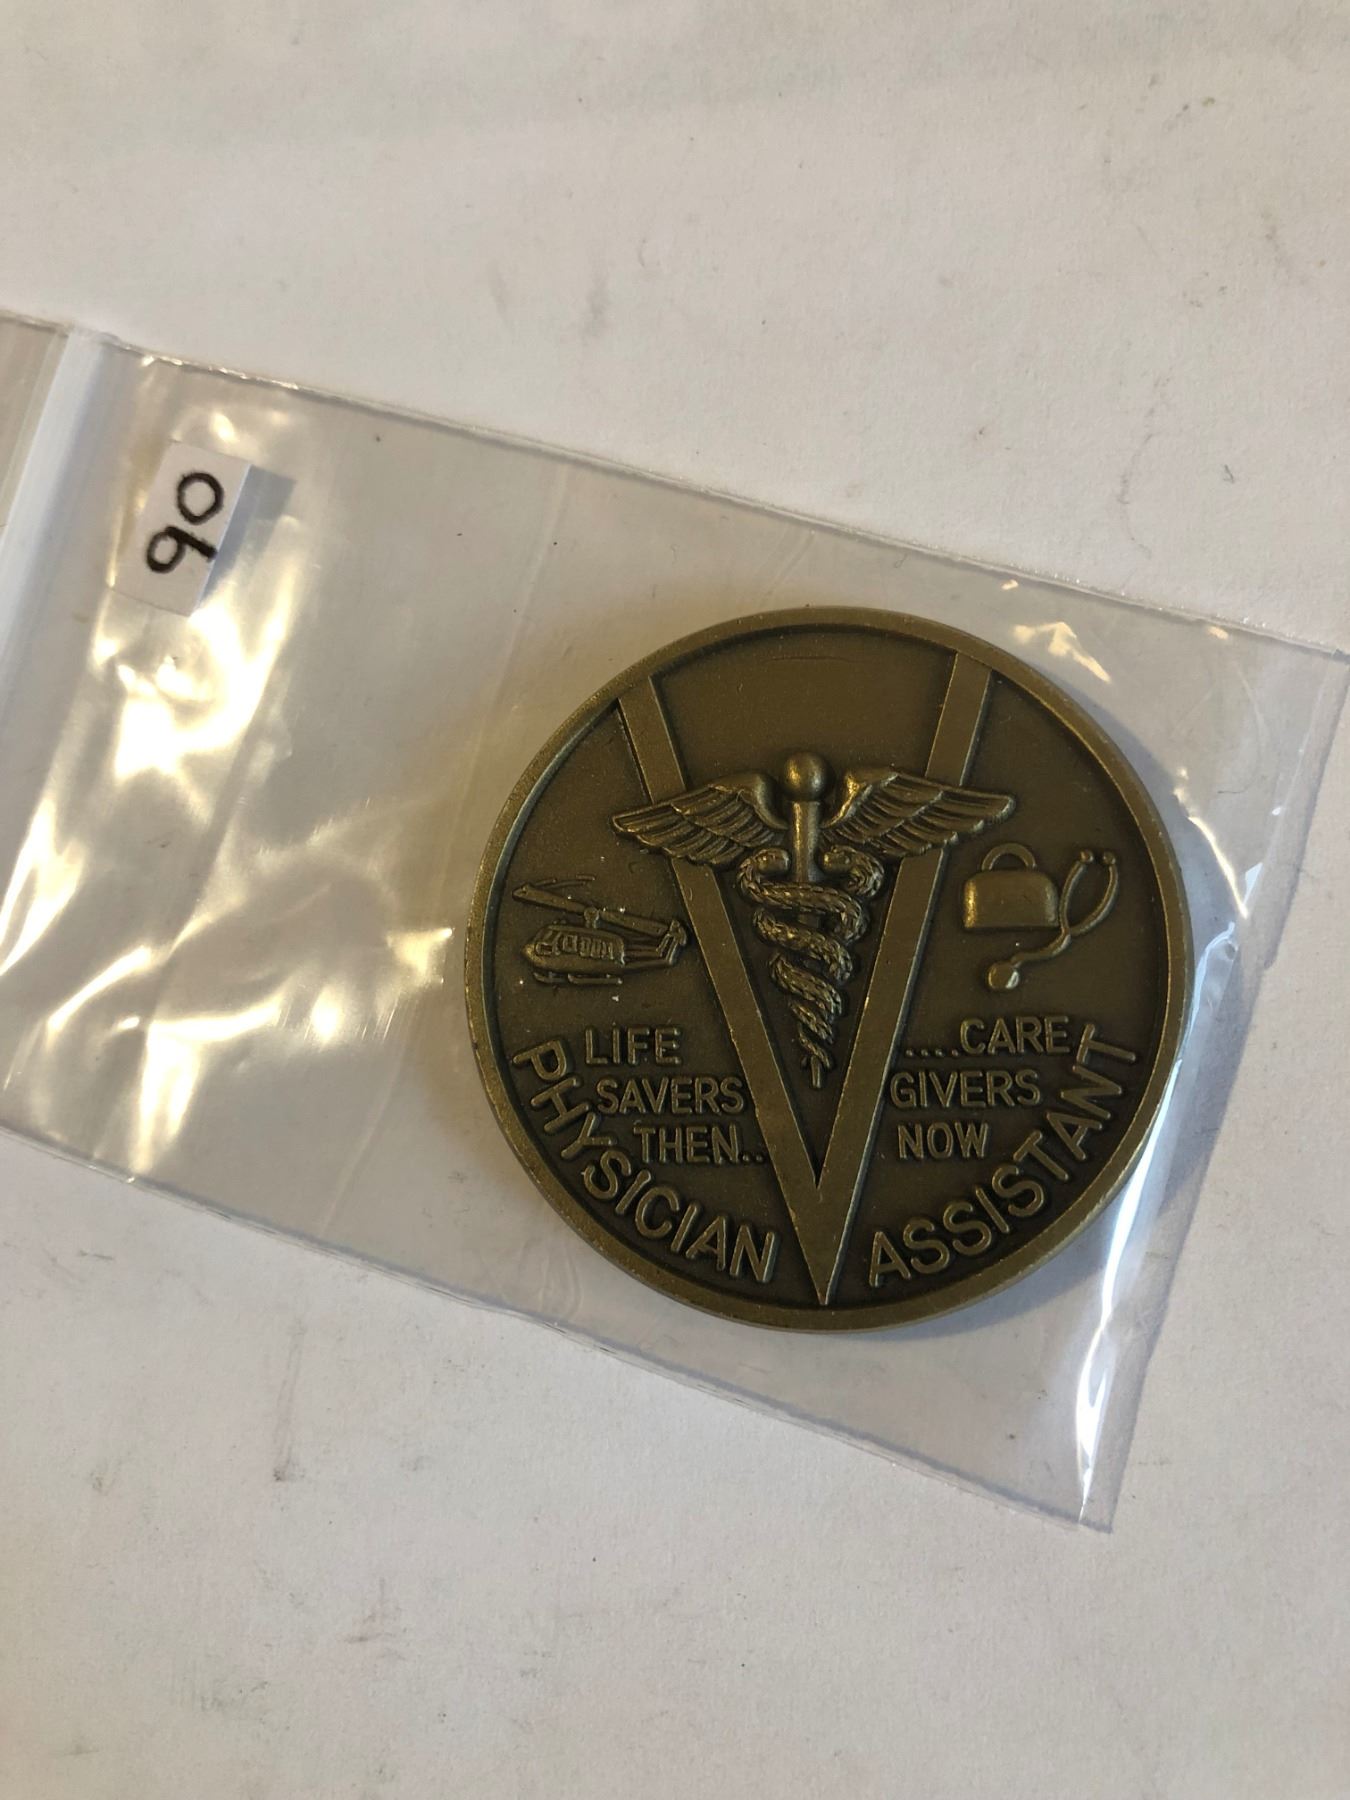 90
LIFE
SAVERS
THEN..
....CARE
GIVERS
NOW
PHYSICIAN ASSISTANT